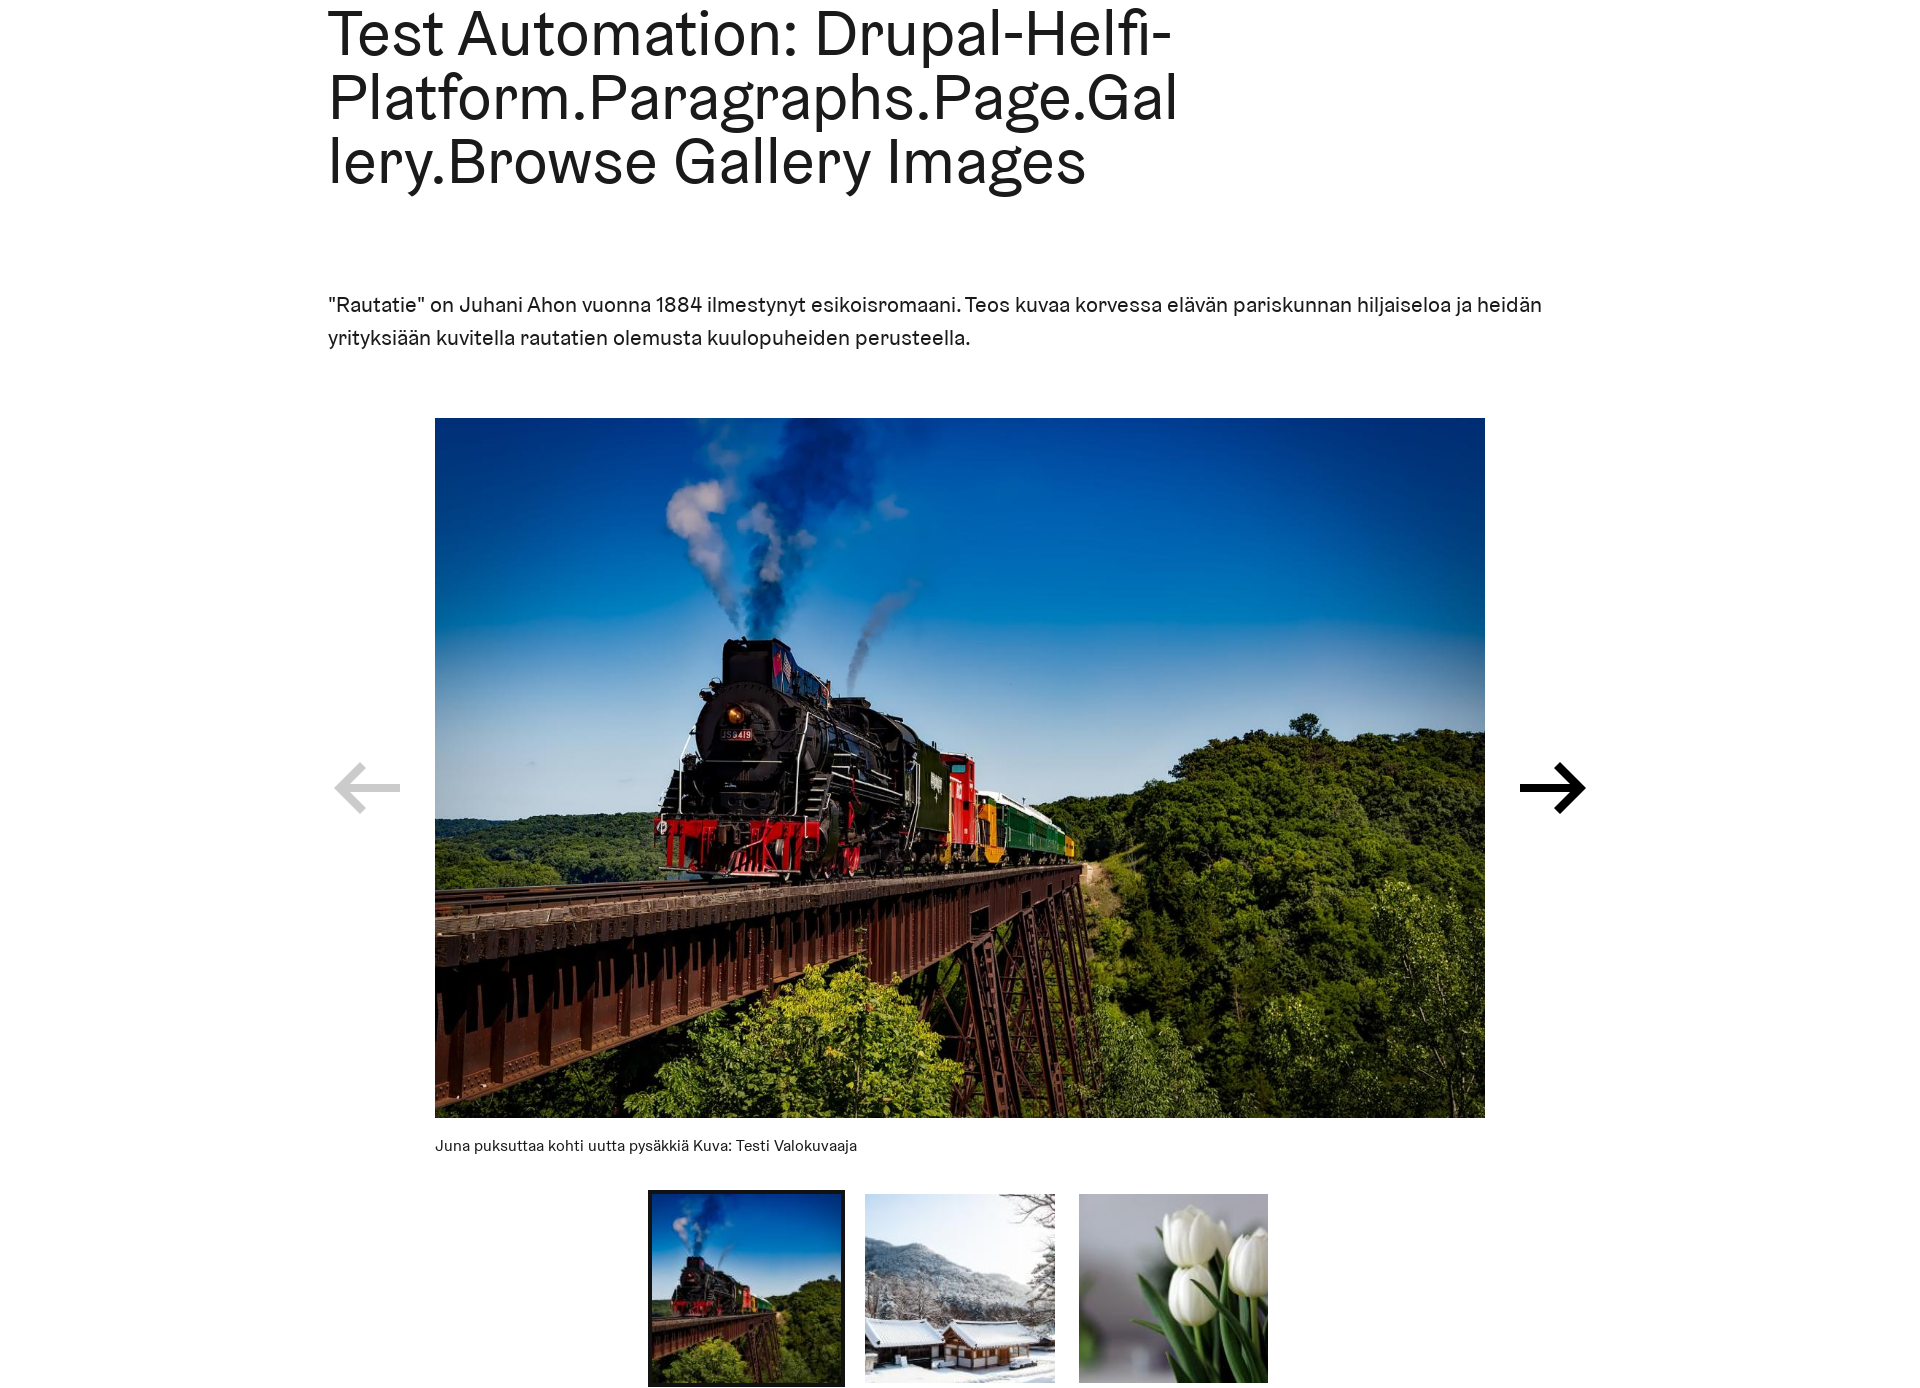 Test Automation: Drupal-Helfi-
Platform.Paragraphs.Page.Gal
lery.Browse Gallery Images
"Rautatie" on Juhani Ahon vuonna 1884 ilmestynyt esikoisromaani. Teos kuvaa korvessa elävän pariskunnan hiljaiseloa ja heidän
yrityksiään kuvitella rautatien olemusta kuulopuheiden perusteella.
Juna puksuttaa kohti uutta pysäkkiä Kuva: Testi Valokuvaaja